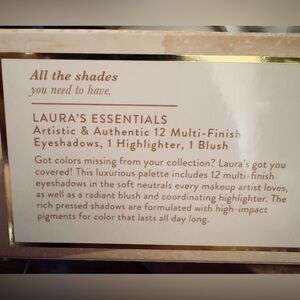 All the shades
you need to have.
LAURA'S ESSENTIALS
Artistic & Authentic 12 Multi-Finish
Eyeshadows, 1 Highlighter, 1 Blush
Got colors missing from your collection? Laura's got you
covered! This luxurious palette includes 12 multi-finish
eyeshadows in the soft neutrals every makeup artist loves,
as well as a radiant blush and coordinating highlighter. The
rich pressed shadows are formulated with high-impact
pigments for color that lasts all day long.